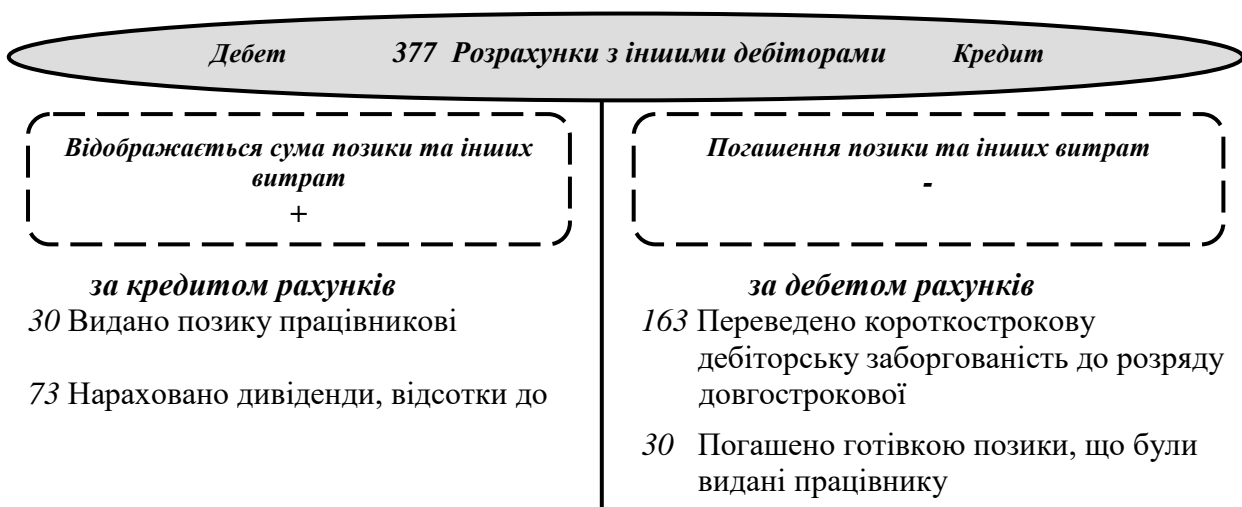 Дебет 377 Розрахунки з іншими дебіторами Кредит
Відображається сума позики та інших
витрат
+
за кредитом рахунків
30 Видано позику працівникові
73 Нараховано дивіденди, відсотки до
Погашення позики та інших витрат
-
за дебетом рахунків
163 Переведено короткострокову
дебіторську заборгованість до розряду
довгострокової
30 Погашено готівкою позики, що були
видані працівнику